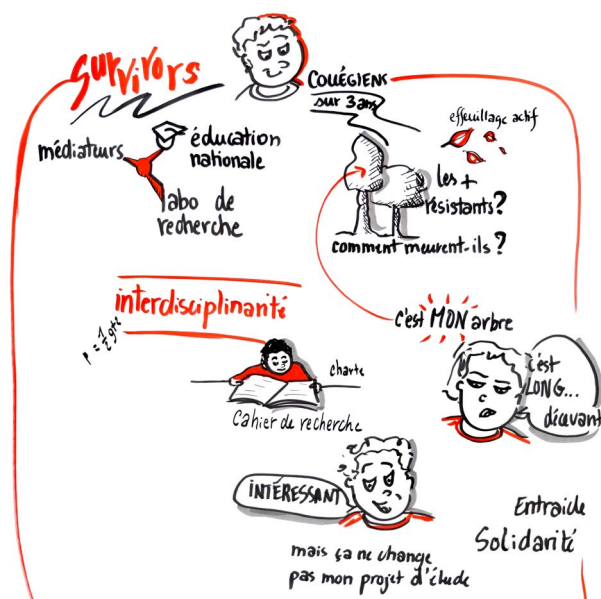 SURVIVORS
COLLÉGIENS
sur 3 ans
effeuillage actif
médiateurs
éducation
nationale
labo de
recherche
les +
résistants?
comment meurent-ils?
interdisciplinarité
c'est MON arbre
charte
Cahier de recherche
c'est
LONG...
décevant
INTÉRESSANT
mais ça ne change
pas mon projet d'étude
Entraide
Solidarité